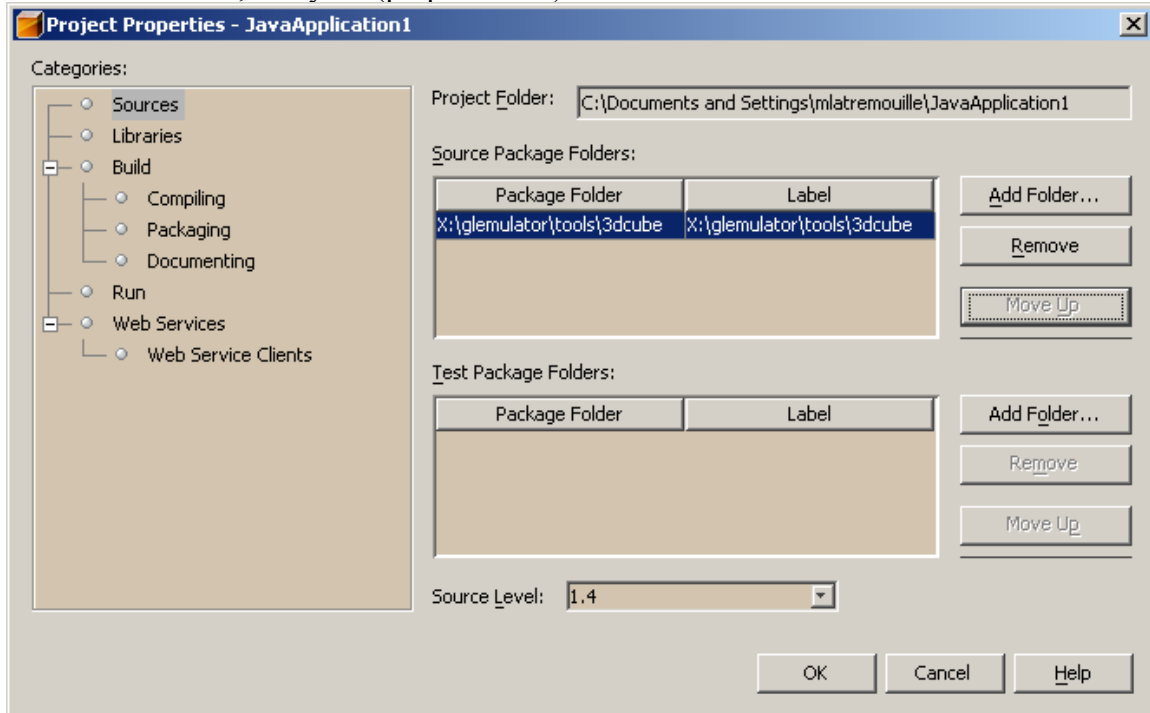 Project Properties - JavaApplication1
Categories:
Sources
Libraries
Build
Compiling
Packaging
Documenting
Run
Web Services
Web Service Clients
Project Folder: C:\Documents and Settings\mlatremouille\JavaApplication1
Source Package Folders:
Package Folder Label
X:\glemulator\tools\3dcube X:\glemulator\tools\3dcube
Add Folder...
Remove
Move Up
Test Package Folders:
Package Folder Label
Add Folder...
Remove
Move Up
Source Level: 1.4
OK Cancel Help